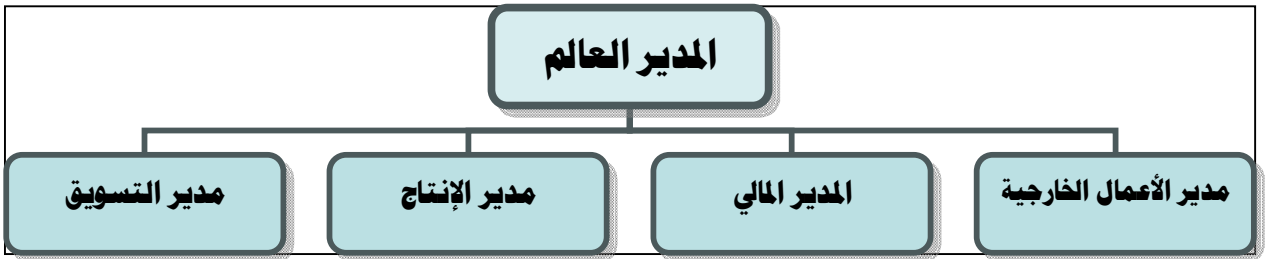 المدير العالم
مدير الأعمال الخارجية
المدير المالي
مدير الإنتاج
مدير التسويق